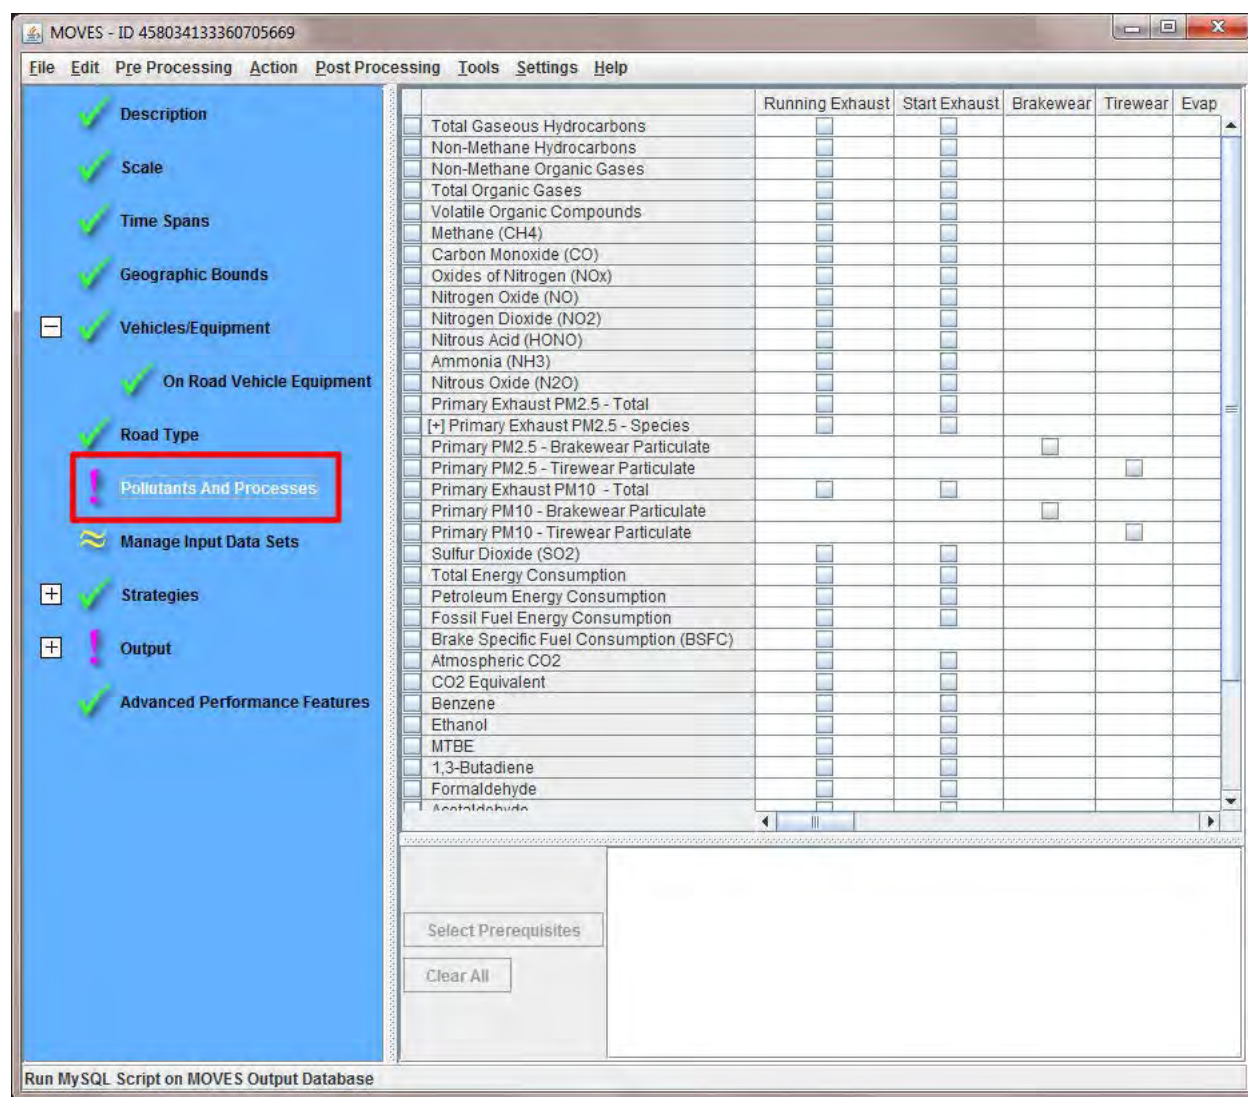 MOVES - ID 458034133360705669
File Edit Pre Processing Action Post Processing Tools Settings Help
Description
Scale
Time Spans
Geographic Bounds
Vehicles/Equipment
On Road Vehicle Equipment
Road Type
Pollutants And Processes
Manage Input Data Sets
Strategies
Output
Advanced Performance Features
Running Exhaust Start Exhaust Brakewear Tirewear Evap
Total Gaseous Hydrocarbons
Non-Methane Hydrocarbons
Non-Methane Organic Gases
Total Organic Gases
Volatile Organic Compounds
Methane (CH4)
Carbon Monoxide (CO)
Oxides of Nitrogen (NOx)
Nitrogen Oxide (NO)
Nitrogen Dioxide (NO2)
Nitrous Acid (HONO)
Ammonia (NH3)
Nitrous Oxide (N2O)
Primary Exhaust PM2.5 - Total
[+] Primary Exhaust PM2.5 - Species
Primary PM2.5 - Brakewear Particulate
Primary PM2.5 - Tirewear Particulate
Primary Exhaust PM10 - Total
Primary PM10 - Brakewear Particulate
Primary PM10 - Tirewear Particulate
Sulfur Dioxide (SO2)
Total Energy Consumption
Petroleum Energy Consumption
Fossil Fuel Energy Consumption
Brake Specific Fuel Consumption (BSFC)
Atmospheric CO2
CO2 Equivalent
Benzene
Ethanol
MTBE
1,3-Butadiene
Formaldehyde
Acetaldehyde
Select Prerequisites
Clear All
Run MySQL Script on MOVES Output Database